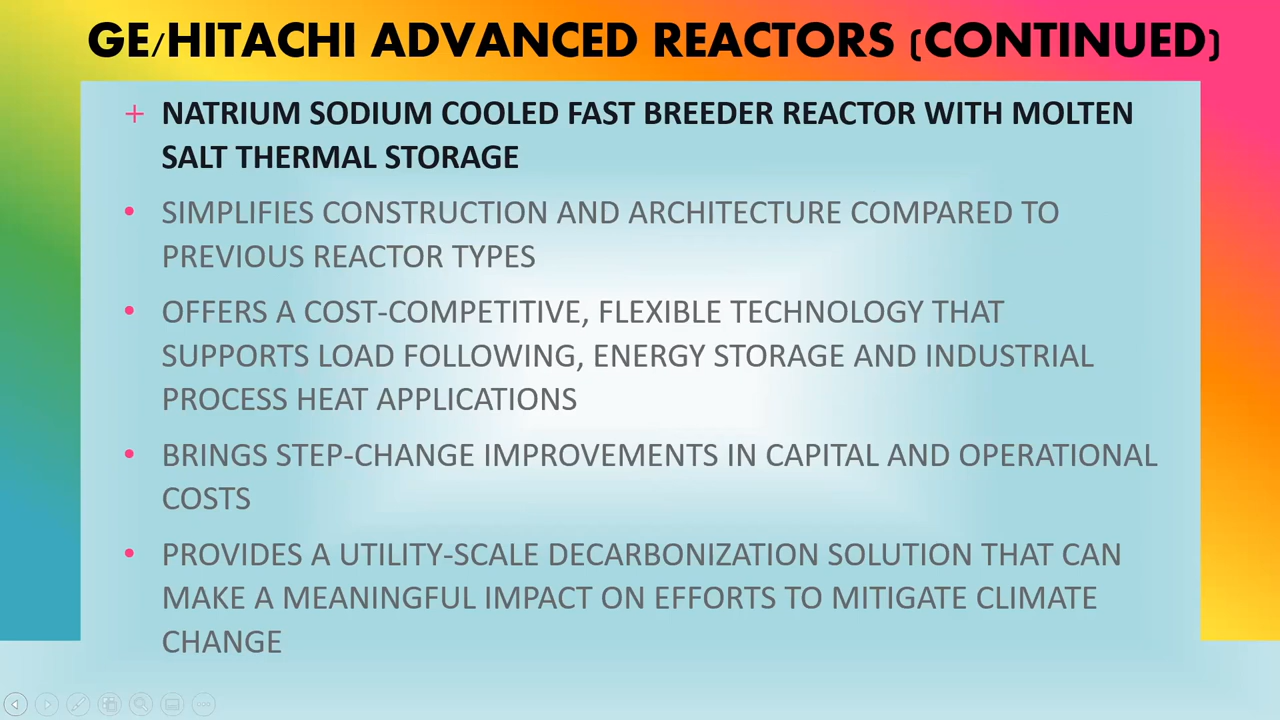 GE/HITACHI ADVANCED REACTORS (CONTINUED)
NATRIUM SODIUM COOLED FAST BREEDER REACTOR WITH MOLTEN
SALT THERMAL STORAGE
SIMPLIFIES CONSTRUCTION AND ARCHITECTURE COMPARED TO
PREVIOUS REACTOR TYPES
OFFERS A COST-COMPETITIVE, FLEXIBLE TECHNOLOGY THAT
SUPPORTS LOAD FOLLOWING, ENERGY STORAGE AND INDUSTRIAL
PROCESS HEAT APPLICATIONS
BRINGS STEP-CHANGE IMPROVEMENTS IN CAPITAL AND OPERATIONAL
COSTS
PROVIDES A UTILITY-SCALE DECARBONIZATION SOLUTION THAT CAN
MAKE A MEANINGFUL IMPACT ON EFFORTS TO MITIGATE CLIMATE
CHANGE